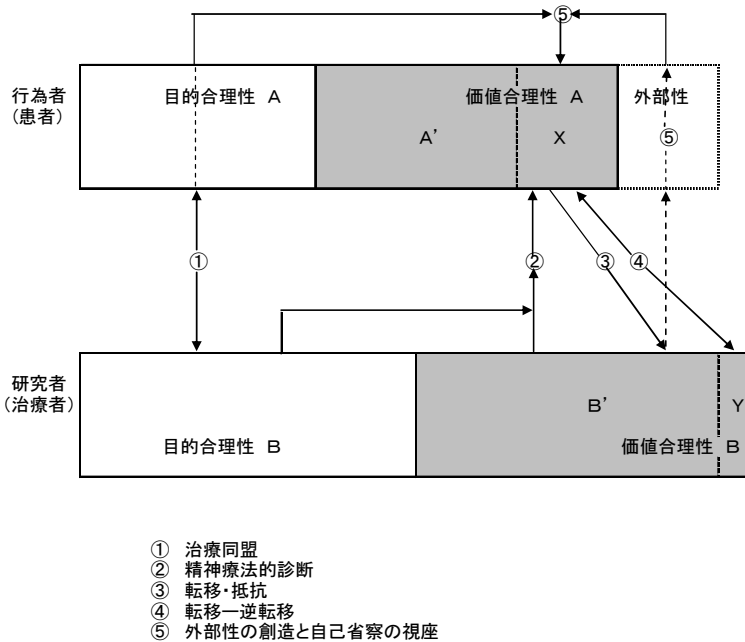 ⑤
行為者
(患者)
目的合理性 A
価値合理性 A
外部性
A'
X
⑤
①
②
③
④
研究者
(治療者)
B'
Y
目的合理性 B
価値合理性 B
① 治療同盟
② 精神療法的診断
③ 転移・抵抗
④ 転移―逆転移
⑤ 外部性の創造と自己省察の視座